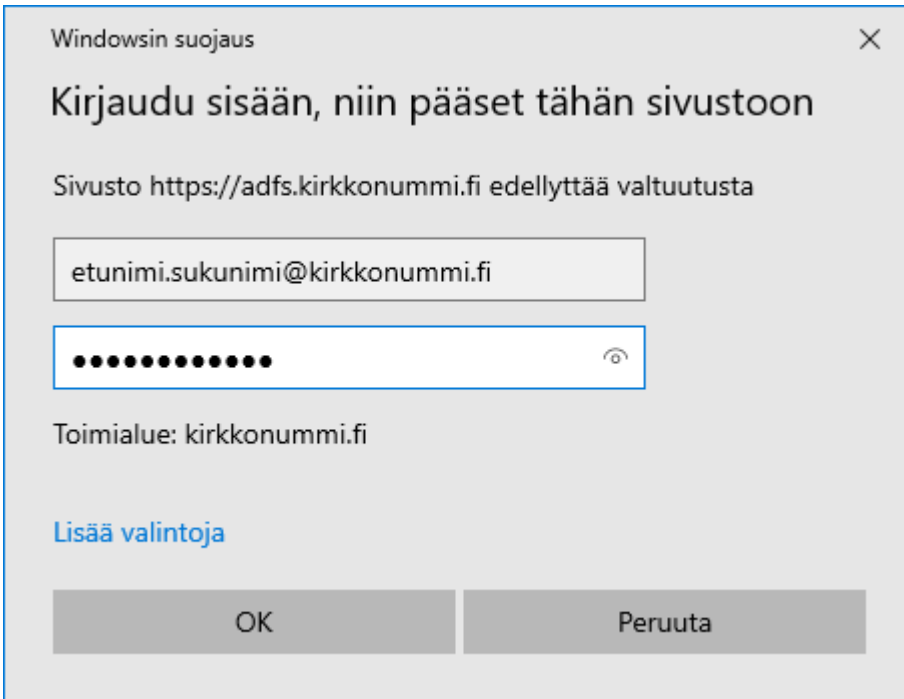 Windowsin suojaus
Kirjaudu sisään, niin pääset tähän sivustoon
Sivusto https://adfs.kirkkonummi.fi edellyttää valtuutusta
etunimi.sukunimi@kirkkonummi.fi
●●●●●●●●●●●●
Toimialue: kirkkonummi.fi
Lisää valintoja
OK
Peruuta